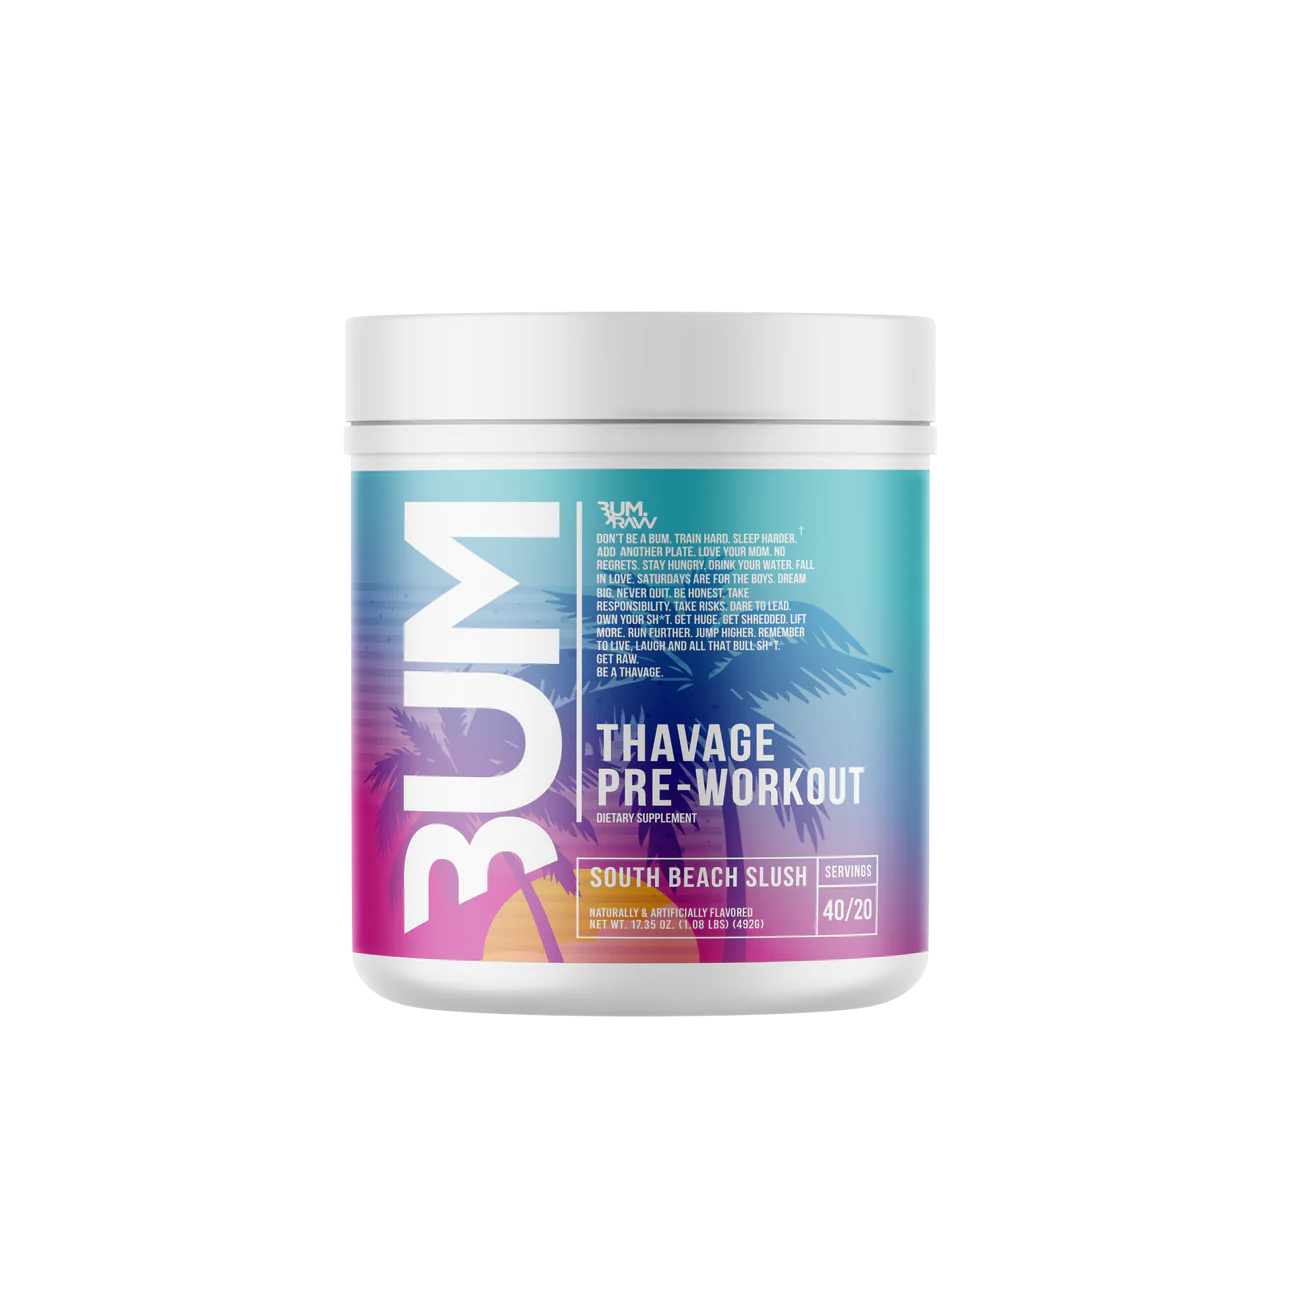 BUM
BUM.
RAW
DON'T BE A BUM. TRAIN HARD. SLEEP HARDER.†
ADD ANOTHER PLATE. LOVE YOUR MOM. NO
REGRETS. STAY HUNGRY. DRINK YOUR WATER. FALL
IN LOVE. SATURDAYS ARE FOR THE BOYS. DREAM
BIG. NEVER QUIT. BE HONEST. TAKE
RESPONSIBILITY. TAKE RISKS. DARE TO LEAD.
OWN YOUR SH*T. GET HUGE. GET SHREDDED. LIFT
MORE. RUN FURTHER. JUMP HIGHER. REMEMBER
TO LIVE, LAUGH AND ALL THAT BULL SH*T.
GET RAW.
BE A THAVAGE.
THAVAGE
PRE-WORKOUT
DIETARY SUPPLEMENT
SOUTH BEACH SLUSH
NATURALLY & ARTIFICIALLY FLAVORED
NET WT. 17.35 OZ. (1.08 LBS) (492G)
SERVINGS
40/20